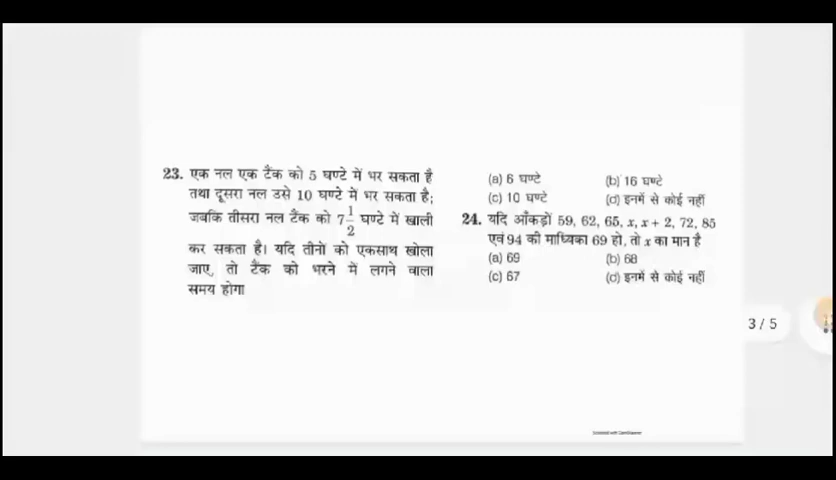 23. एक नल एक टैंक को 5 घण्टे में भर सकता है
तथा दूसरा नल उसे 10 घण्टे में भर सकता है;
जबकि तीसरा नल टैंक को 7 1/2 घण्टे में खाली
कर सकता है। यदि तीनों को एकसाथ खोला
जाए, तो टैंक को भरने में लगने वाला
समय होगा
(a) 6 घण्टे (b) 16 घण्टे
(c) 10 घण्टे (d) इनमें से कोई नहीं
24. यदि आँकड़ों 59, 62, 65, x, x + 2, 72, 85
एवं 94 की माध्यिका 69 हो, तो x का मान है
(a) 69 (b) 68
(c) 67 (d) इनमें से कोई नहीं
3 / 5
Scanned with CamScanner